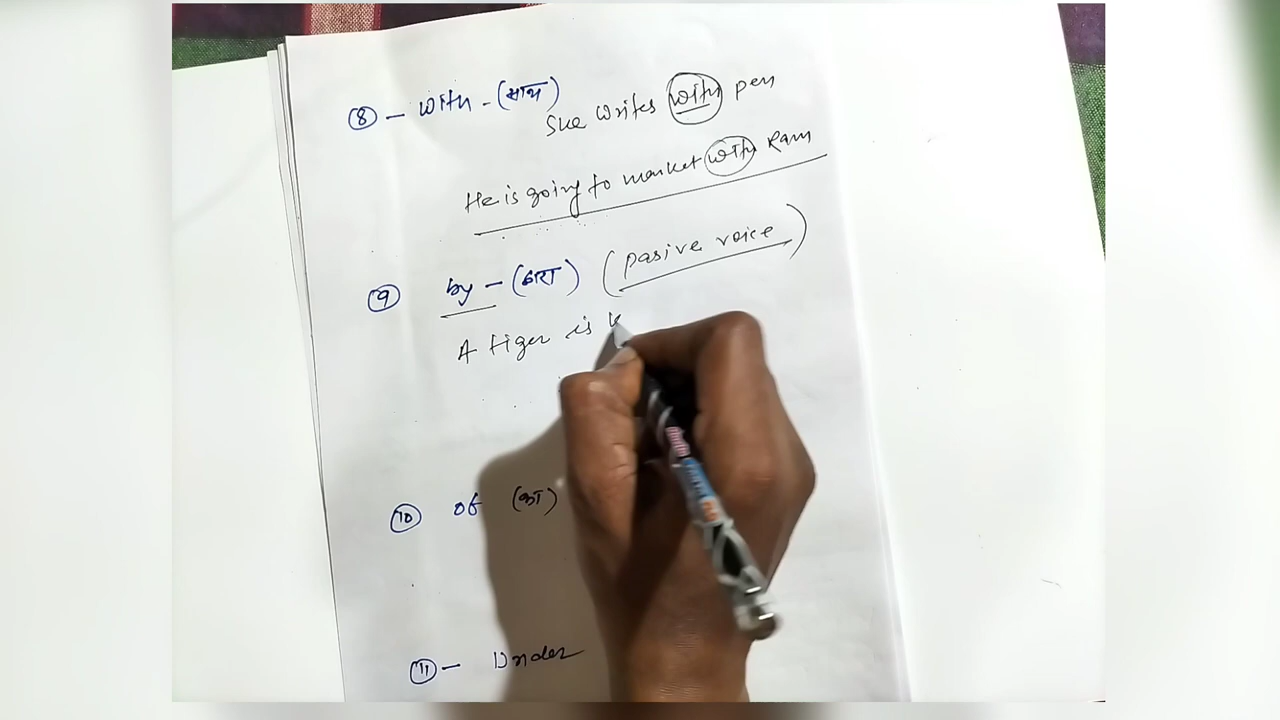 ⑧ - with - (साथ)
She writes with pen
He is going to market with Ram
⑨ by - (द्वारा) (pasive voice)
A tiger is k
⑩ of (का)
⑪ - Under